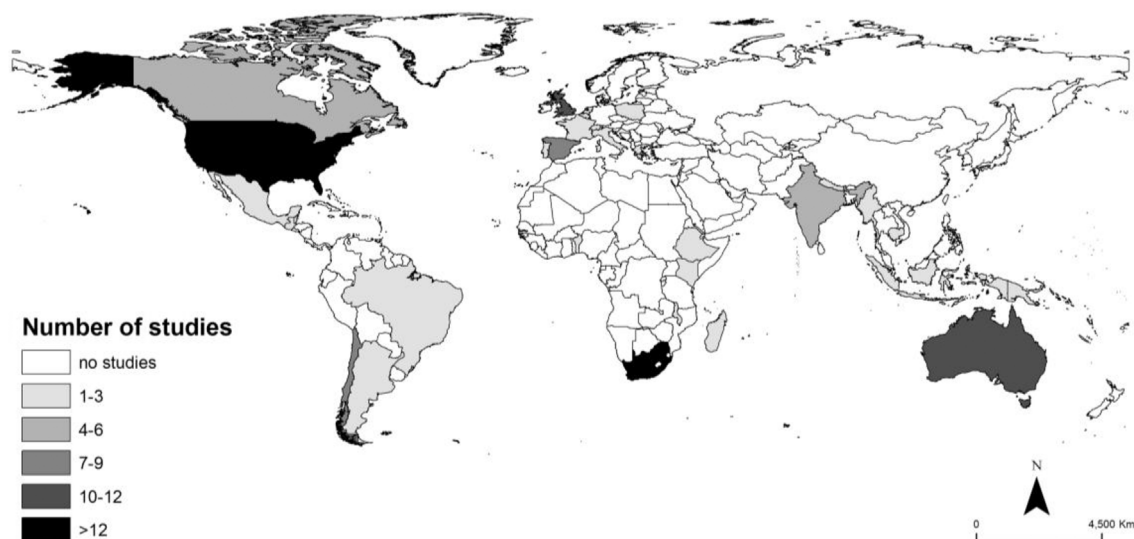 Number of studies
no studies
1-3
4-6
7-9
10-12
>12
N
0 4,500 Km